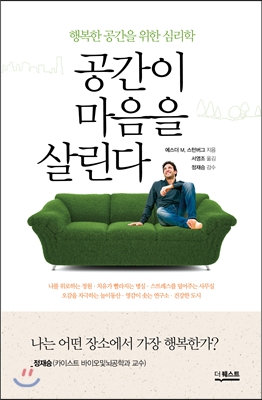 행복한 공간을 위한 심리학
공간이
마음을
살린다
에스더 M. 스턴버그 지음
서영조 옮김
정재승 감수
나를 위로하는 정원 · 치유가 빨라지는 병실 · 스트레스를 덜어주는 사무실
오감을 자극하는 놀이동산 · 영감이 솟는 연구소 · 건강한 도시
나는 어떤 장소에서 가장 행복한가?
_정재승(카이스트 바이오및뇌공학과 교수)
더퀘스트